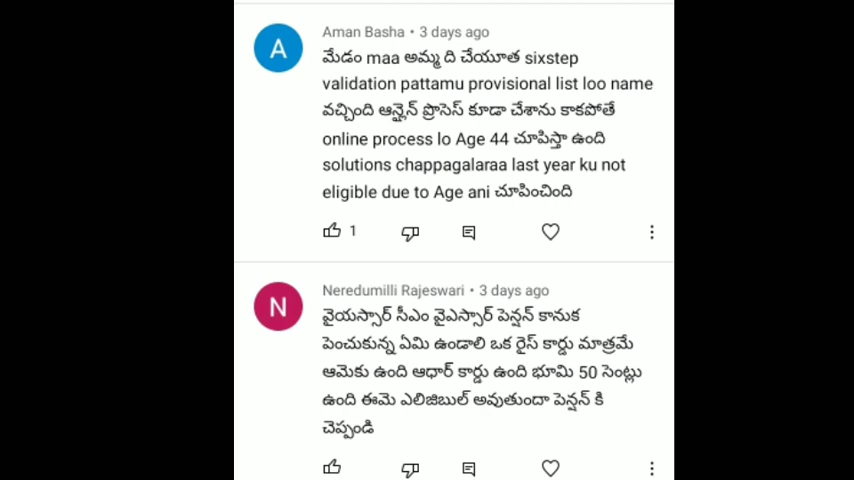 A
Aman Basha • 3 days ago
మేడం maa అమ్మ ది చేయూత sixstep
validation pattamu provisional list loo name
వచ్చింది ఆన్లైన్ ప్రాసెస్ కూడా చేశాను కాకపోతే
online process lo Age 44 చూపిస్తా ఉంది
solutions chappagalaraa last year ku not
eligible due to Age ani చూపించింది
1
N
Neredumilli Rajeswari • 3 days ago
వైయస్సార్ సీఎం వైఎస్సార్ పెన్షన్ కానుక
పెంచుకున్న ఏమి ఉండాలి ఒక రైస్ కార్డు మాత్రమే
ఆమెకు ఉంది ఆధార్ కార్డు ఉంది భూమి 50 సెంట్లు
ఉంది ఈమె ఎలిజిబుల్ అవుతుందా పెన్షన్ కి
చెప్పండి